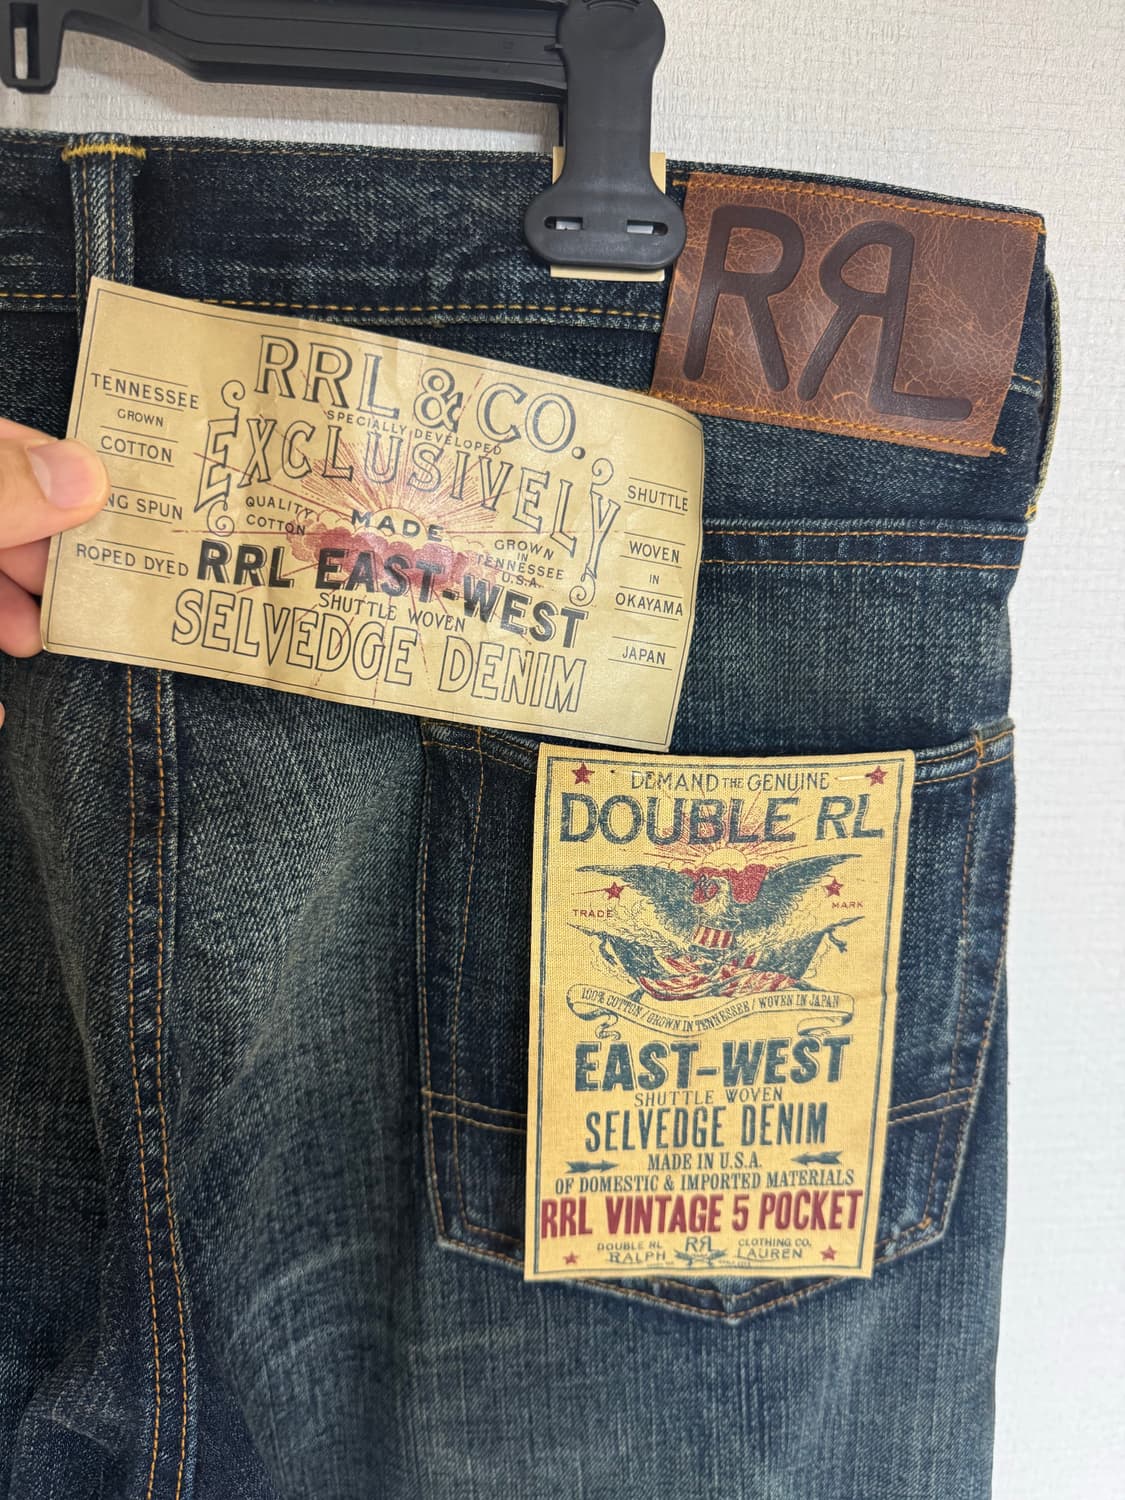 RRL
RRL & CO.
SPECIALLY DEVELOPED
EXCLUSIVELY
TENNESSEE
GROWN
COTTON
NG SPUN
ROPED DYED
QUALITY
COTTON
MADE
GROWN
IN
TENNESSEE
U.S.A.
RRL EAST-WEST
SHUTTLE WOVEN
SELVEDGE DENIM
SHUTTLE
WOVEN
IN
OKAYAMA
JAPAN
DEMAND THE GENUINE
DOUBLE RL
TRADE MARK
100% COTTON / GROWN IN TENNESSEE / WOVEN IN JAPAN
EAST-WEST
SHUTTLE WOVEN
SELVEDGE DENIM
MADE IN U.S.A.
OF DOMESTIC & IMPORTED MATERIALS
RRL VINTAGE 5 POCKET
DOUBLE RL RRL CLOTHING CO.
RALPH LAUREN